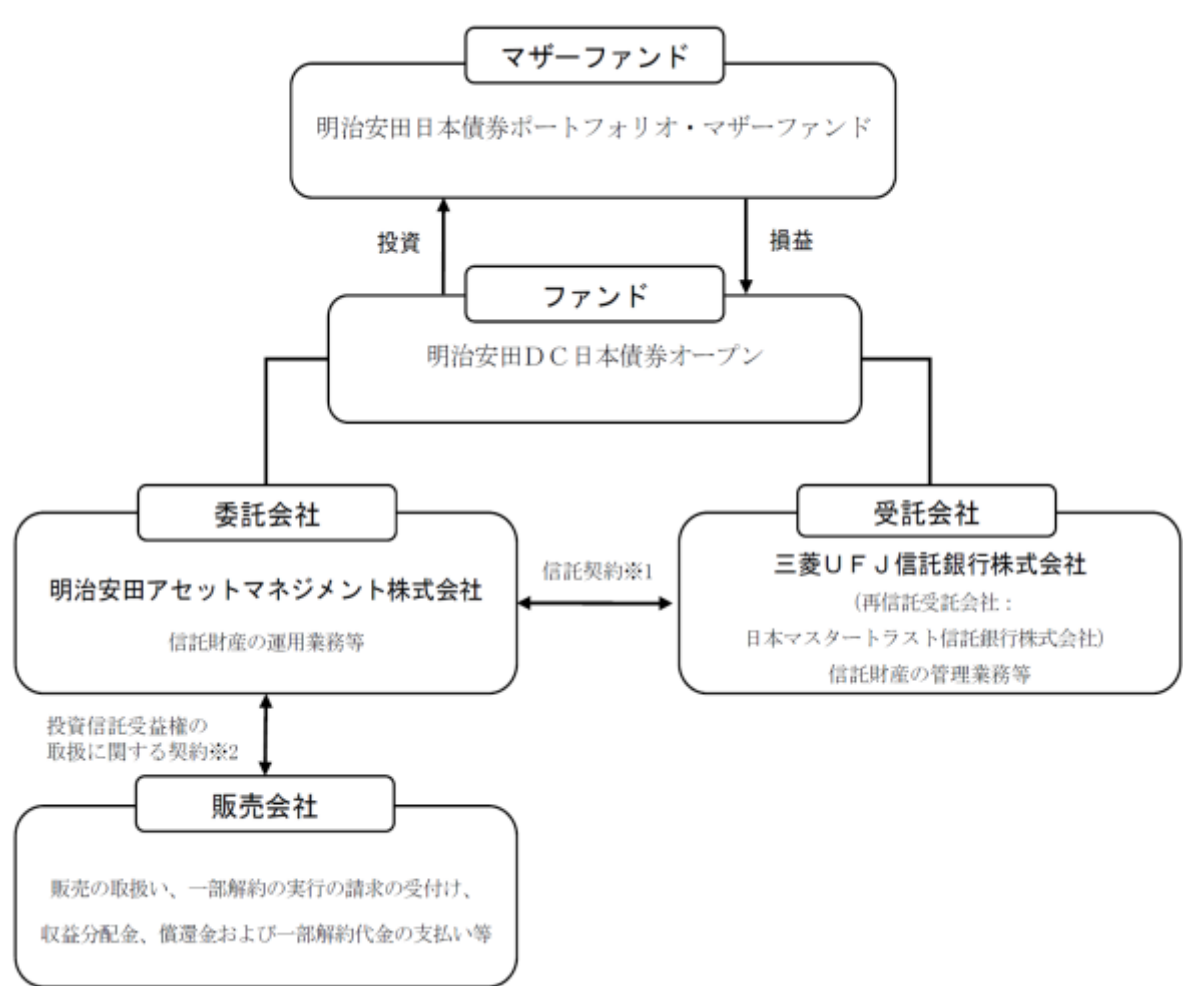 マザーファンド
明治安田日本債券ポートフォリオ・マザーファンド
投資
損益
ファンド
明治安田DC日本債券オープン
委託会社
明治安田アセットマネジメント株式会社
信託財産の運用業務等
信託契約※1
受託会社
三菱UFJ信託銀行株式会社
(再信託受託会社:
日本マスタートラスト信託銀行株式会社)
信託財産の管理業務等
投資信託受益権の
取扱に関する契約※2
販売会社
販売の取扱い、一部解約の実行の請求の受付け、
収益分配金、償還金および一部解約代金の支払い等